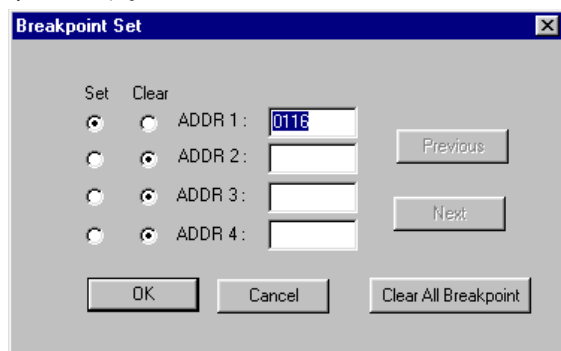 Breakpoint Set
Set Clear
ADDR 1 : 0116
Previous
ADDR 2 :
ADDR 3 :
Next
ADDR 4 :
OK Cancel Clear All Breakpoint